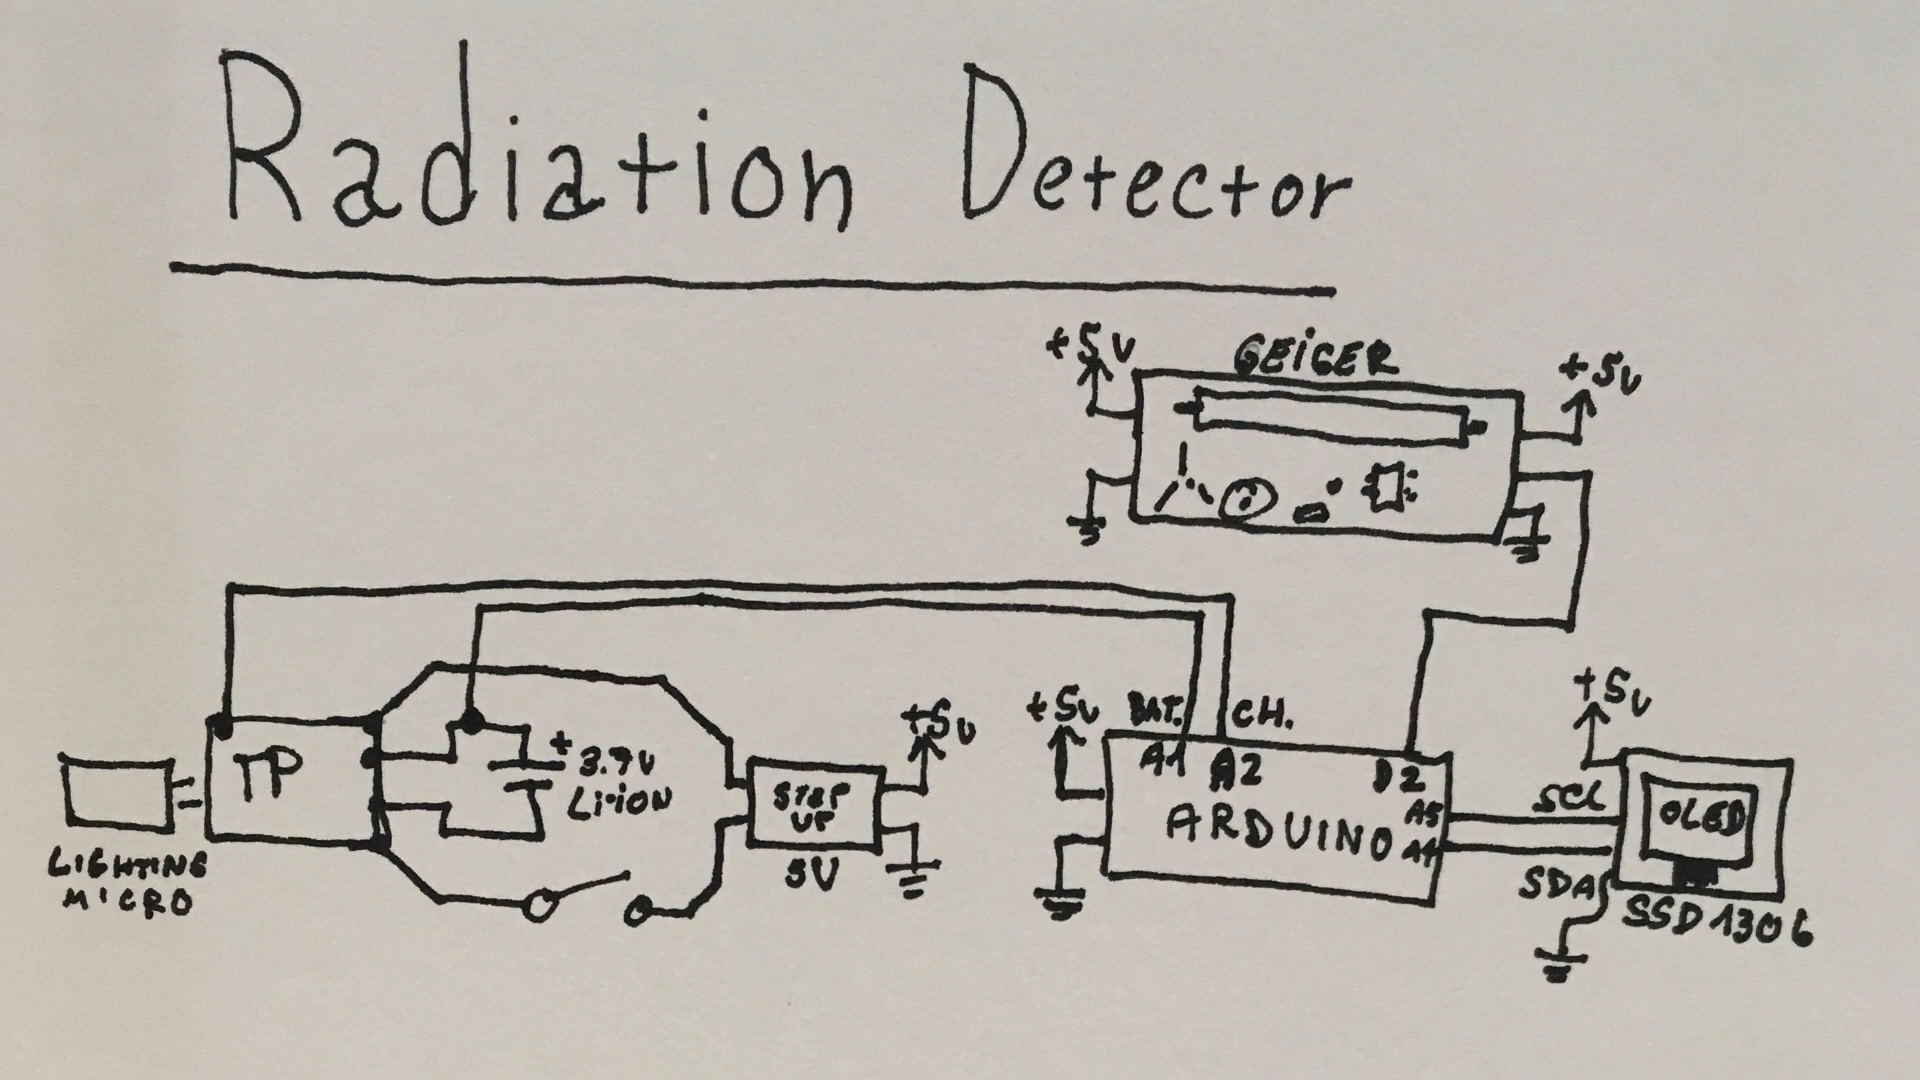 Radiation Detector
+5V
GEiGER
+5V
TP
+ 3.7V
Li-iON
LIGHTING
MICRO
STEP
UP
5V
+5V
+5V
BAT.
CH.
A1
A2
D2
A5
A4
ARDUINO
+5V
SCL
SDA
OLED
SSD1306